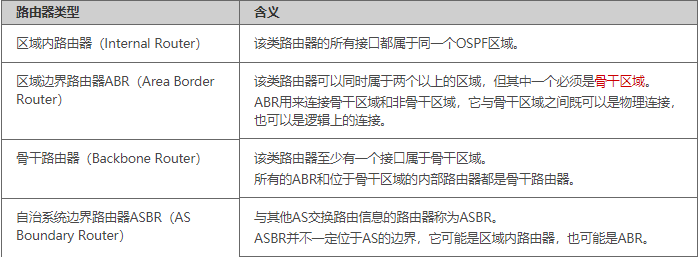 路由器类型
含义
区域内路由器（Internal Router）
该类路由器的所有接口都属于同一个OSPF区域。
区域边界路由器ABR（Area Border
Router）
该类路由器可以同时属于两个以上的区域，但其中一个必须是骨干区域。
ABR用来连接骨干区域和非骨干区域，它与骨干区域之间既可以是物理连接，
也可以是逻辑上的连接。
骨干路由器（Backbone Router）
该类路由器至少有一个接口属于骨干区域。
所有的ABR和位于骨干区域的内部路由器都是骨干路由器。
自治系统边界路由器ASBR（AS
Boundary Router）
与其他AS交换路由信息的路由器称为ASBR。
ASBR并不一定位于AS的边界，它可能是区域内路由器，也可能是ABR。